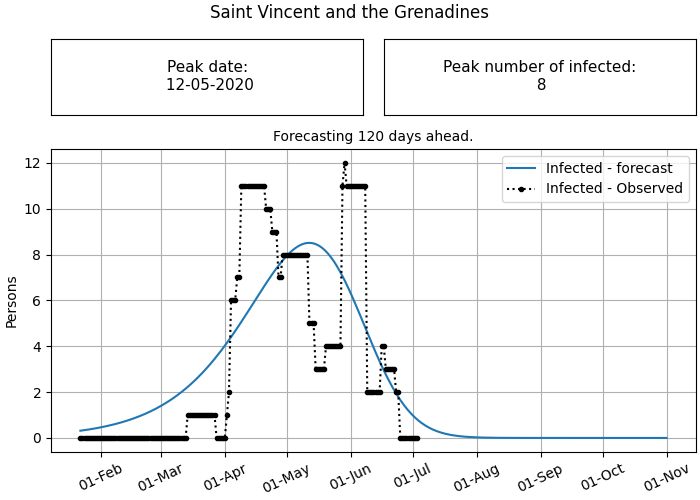 Saint Vincent and the Grenadines
Peak date:
12-05-2020
Peak number of infected:
8
Forecasting 120 days ahead.
Infected - forecast
Infected - Observed
Persons
12
10
8
6
4
2
0
01-Feb
01-Mar
01-Apr
01-May
01-Jun
01-Jul
01-Aug
01-Sep
01-Oct
01-Nov